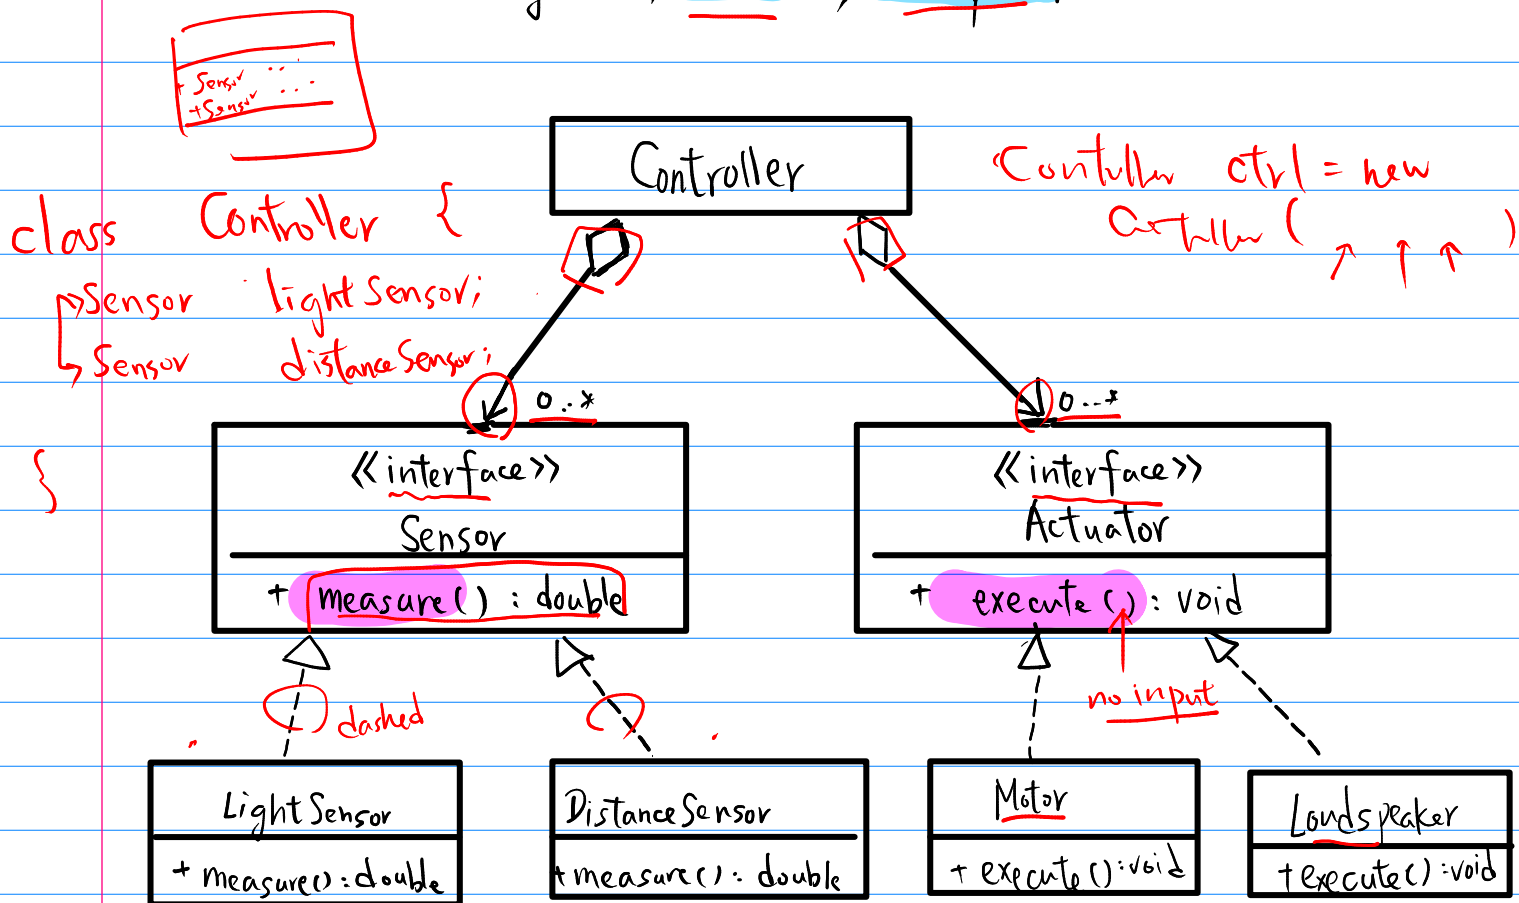 + Sensor
+ Sensor
Controller
Controller ctrl = new
Controller ( )
class Controller {
Sensor lightSensor;
Sensor distanceSensor;
}
0..*
0..*
<<interface>>
Sensor
+ measure() : double
<<interface>>
Actuator
+ execute() : void
dashed
no input
LightSensor
+ measure() : double
DistanceSensor
+ measure() : double
Motor
+ execute() : void
Loudspeaker
+ execute() : void